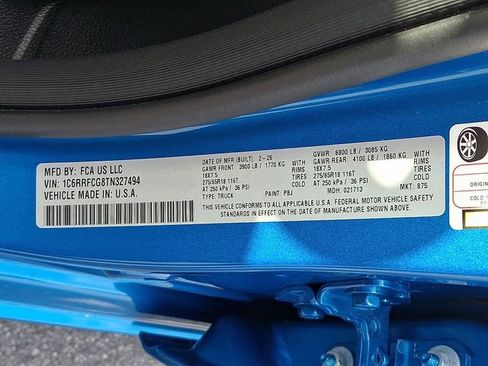 MFD BY: FCA US LLC
VIN: 1C6RRFCG8TN327494
VEHICLE MADE IN: U.S.A.
DATE OF MFR (BUILT): 2-26
GAWR FRONT: 3900 LB / 1770 KG
18X7.5 RIMS
275/65R18 116T TIRES
AT 250 kPa / 36 PSI COLD
PAINT: PBJ
TYPE: TRUCK
GVWR: 6800 LB / 3085 KG
GAWR REAR: 4100 LB / 1860 KG
18X7.5 RIMS
275/65R18 116T TIRES
AT 250 kPa / 36 PSI COLD
MDH: 021713
MKT: 875
THIS VEHICLE CONFORMS TO ALL APPLICABLE U.S.A. FEDERAL MOTOR VEHICLE SAFETY
STANDARDS IN EFFECT ON THE DATE OF MANUFACTURE SHOWN ABOVE
COLD